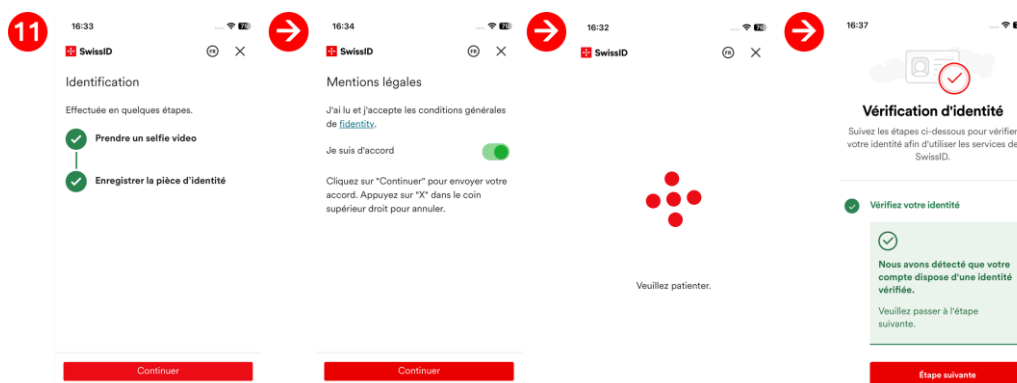 11
16:33
SwissID
FR
Identification
Effectuée en quelques étapes.
Prendre un selfie video
Enregistrer la pièce d'identité
Continuer
16:34
SwissID
FR
Mentions légales
J'ai lu et j'accepte les conditions générales
de fidentity.
Je suis d'accord
Cliquez sur "Continuer" pour envoyer votre
accord. Appuyez sur "X" dans le coin
supérieur droit pour annuler.
Continuer
16:32
SwissID
FR
Veuillez patienter.
16:37
Vérification d'identité
Suivez les étapes ci-dessous pour vérifier
votre identité afin d'utiliser les services de
SwissID.
Vérifiez votre identité
Nous avons détecté que votre
compte dispose d'une identité
vérifiée.
Veuillez passer à l'étape
suivante.
Étape suivante